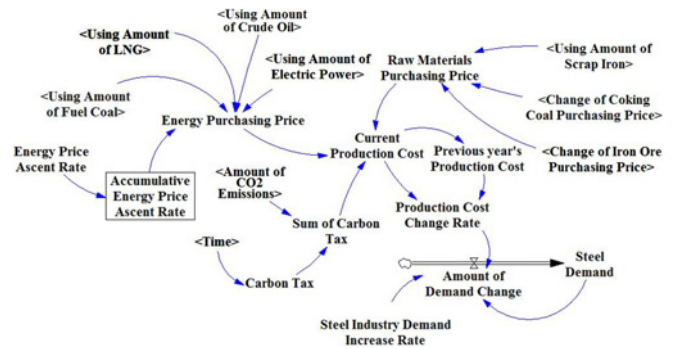 <Using Amount
of LNG>
<Using Amount
of Crude Oil>
<Using Amount of
Electric Power>
<Using Amount
of Fuel Coal>
Energy Purchasing Price
Raw Materials
Purchasing Price
<Using Amount of
Scrap Iron>
<Change of Coking
Coal Purchasing Price>
<Change of Iron Ore
Purchasing Price>
Energy Price
Ascent Rate
Accumulative
Energy Price
Ascent Rate
<Amount of
CO2
Emissions>
Current
Production Cost
Previous year's
Production Cost
Sum of Carbon
Tax
Production Cost
Change Rate
<Time>
Carbon Tax
Amount of
Demand Change
Steel
Demand
Steel Industry Demand
Increase Rate